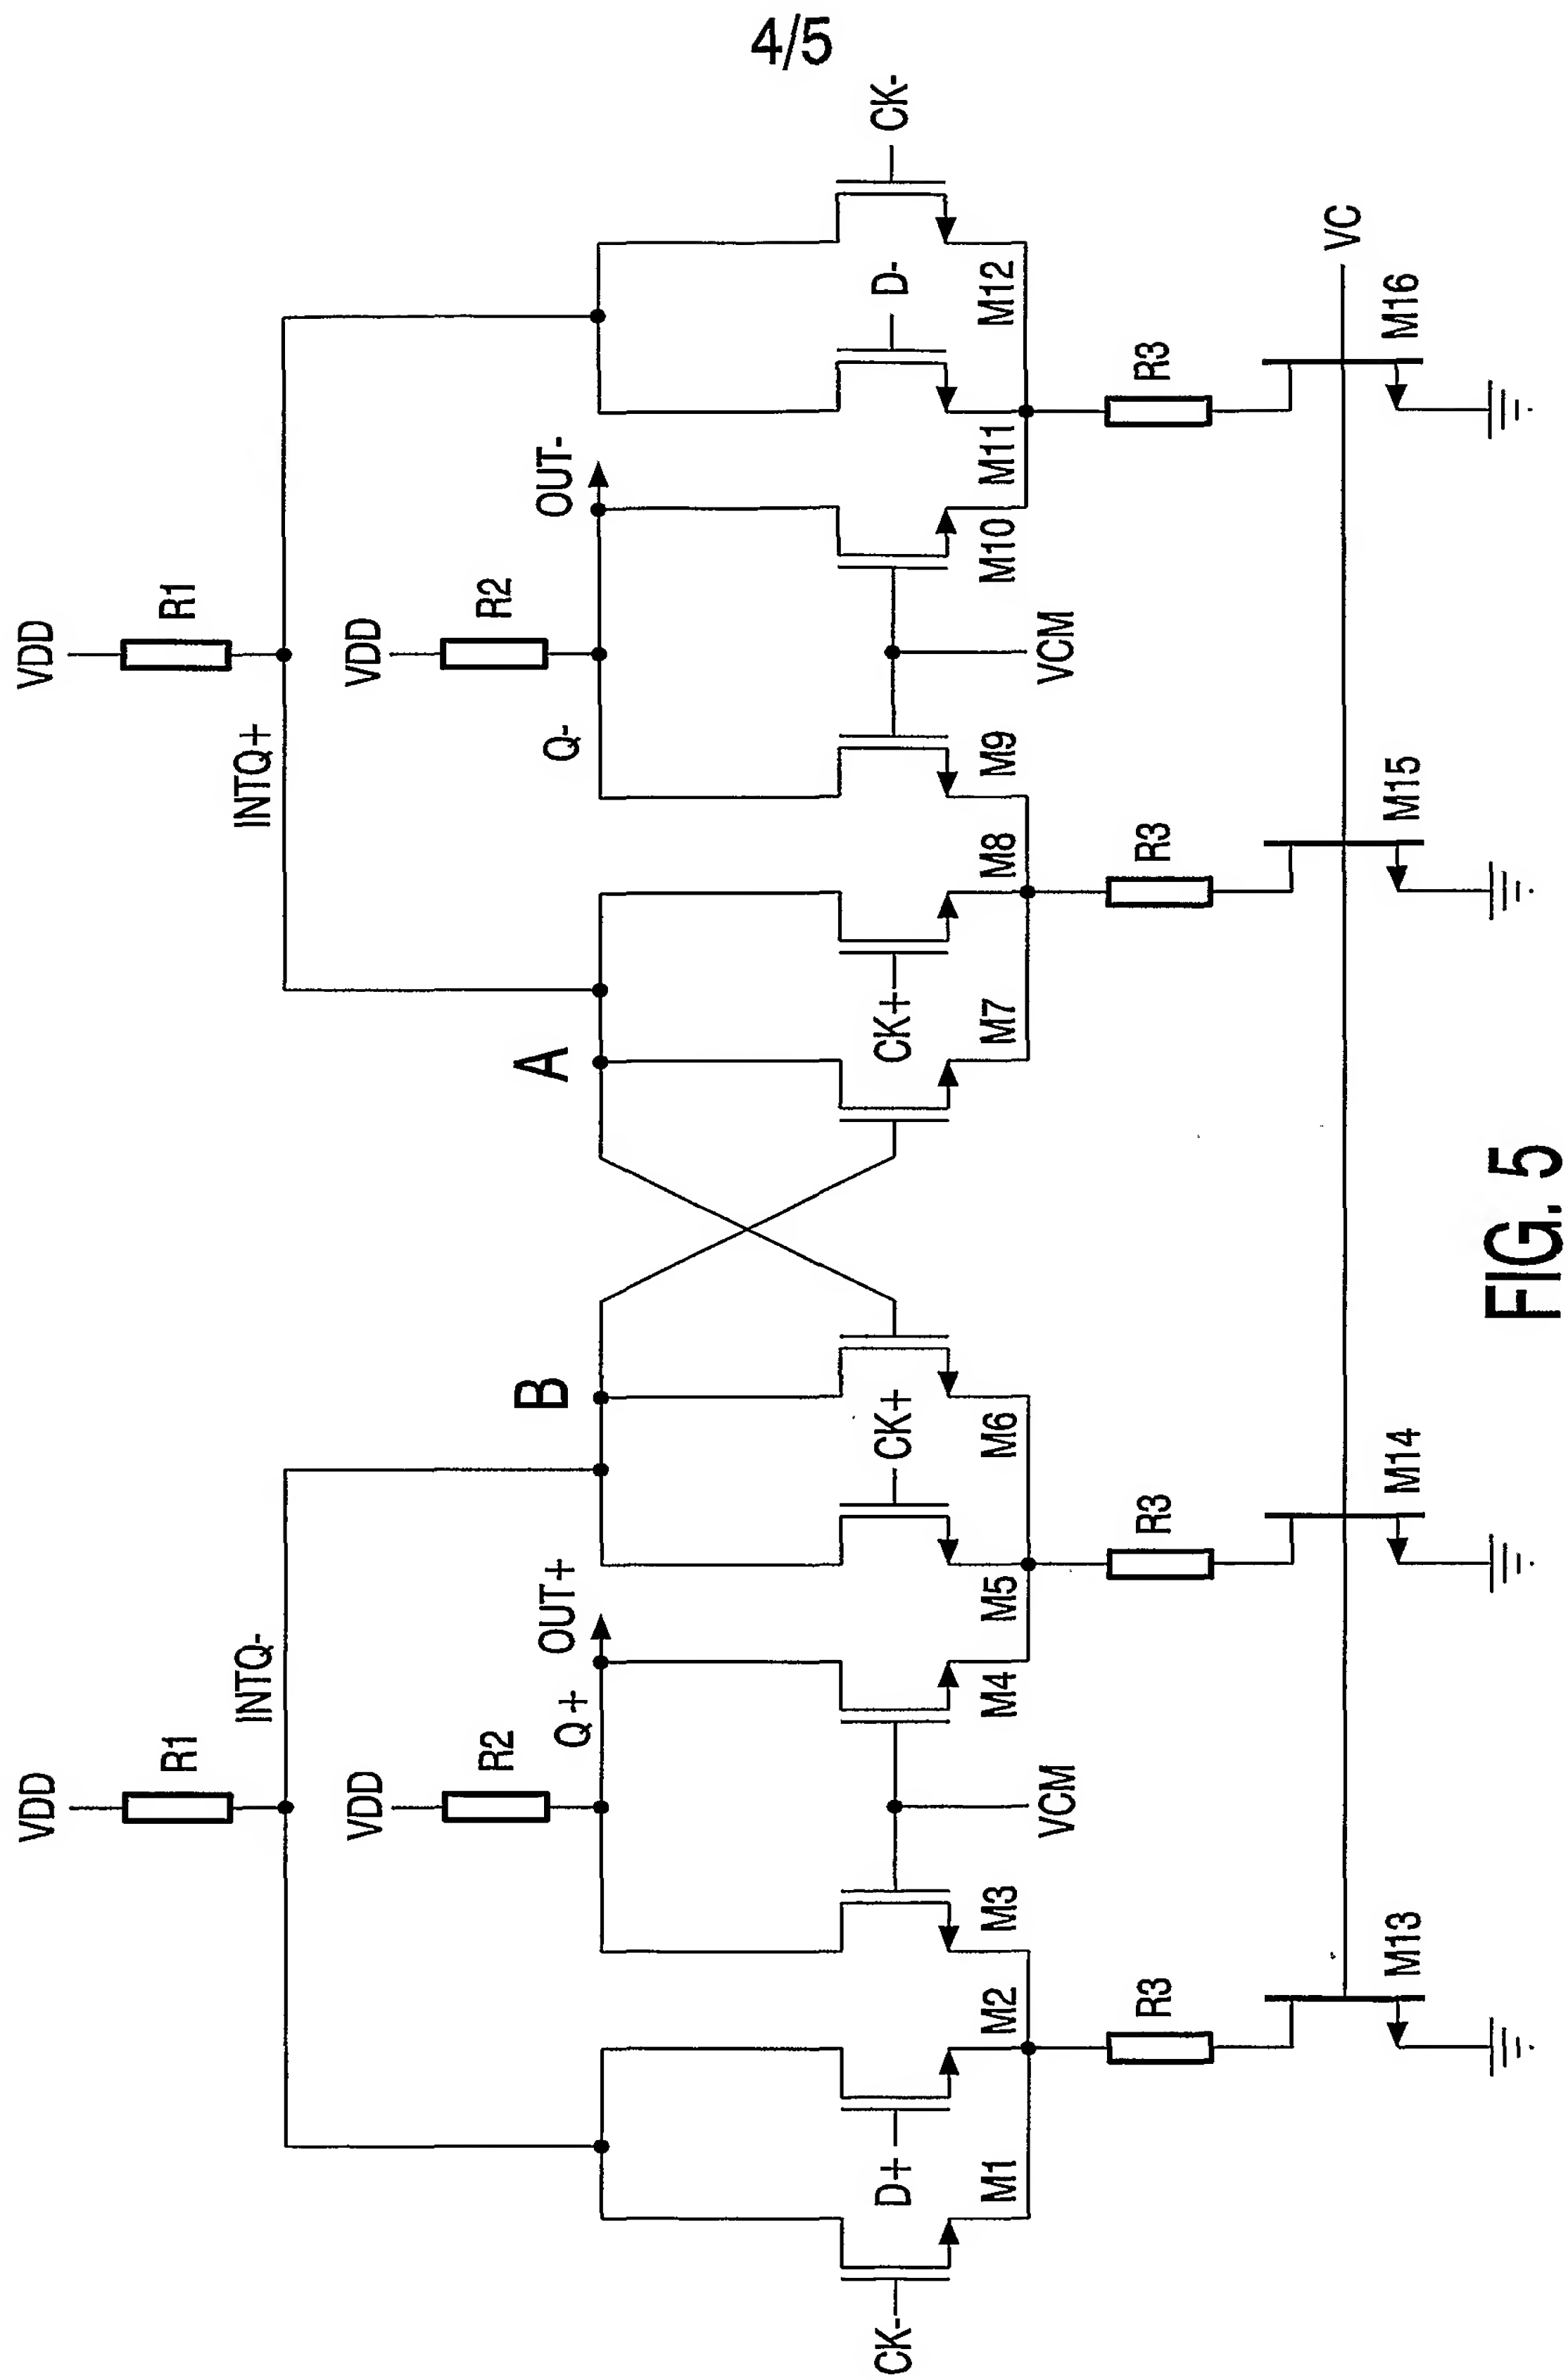 4/5
VDD
R1
INTQ-
VDD
R1
INTQ+
VDD
R2
Q+
OUT+
B
A
Q-
VDD
R2
OUT-
CK-
D+
CK+
CK+
D-
CK-
M1
M2
M3
VCM
M4
M5
M6
M7
M8
M9
VCM
M10
M11
M12
R3
R3
R3
R3
VC
M13
M14
M15
M16
FIG. 5